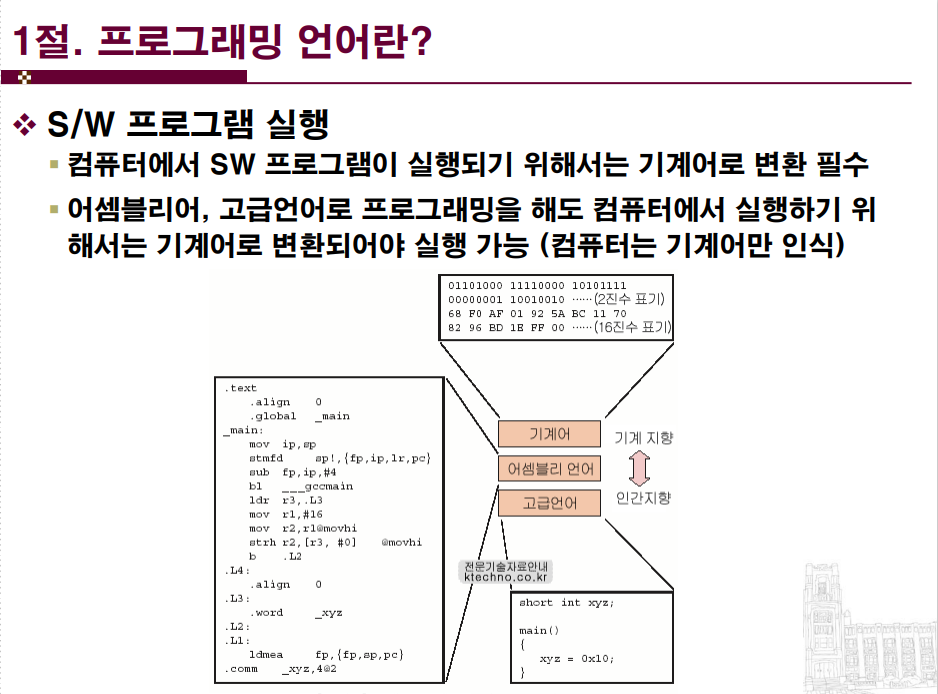 1절. 프로그래밍 언어란?
S/W 프로그램 실행
컴퓨터에서 SW 프로그램이 실행되기 위해서는 기계어로 변환 필수
어셈블리어, 고급언어로 프로그래밍을 해도 컴퓨터에서 실행하기 위
해서는 기계어로 변환되어야 실행 가능 (컴퓨터는 기계어만 인식)
01101000 11110000 10101111
00000001 10010010 ······(2진수 표기)
68 F0 AF 01 92 5A BC 11 70
82 96 BD 1E FF 00 ······(16진수 표기)
.text
.align 0
.global _main
_main:
mov ip,sp
stmfd sp!,{fp,ip,lr,pc}
sub fp,ip,#4
bl ___gccmain
ldr r3,.L3
mov r1,#16
mov r2,r1@movhi
strh r2,[r3, #0] @movhi
b .L2
.L4:
.align 0
.L3:
.word _xyz
.L2:
.L1:
ldmea fp,{fp,sp,pc}
.comm _xyz,4@2
기계어
어셈블리 언어
고급언어
기계 지향
인간지향
전문기술자료안내
ktechno.co.kr
short int xyz;
main()
{
xyz = 0x10;
}